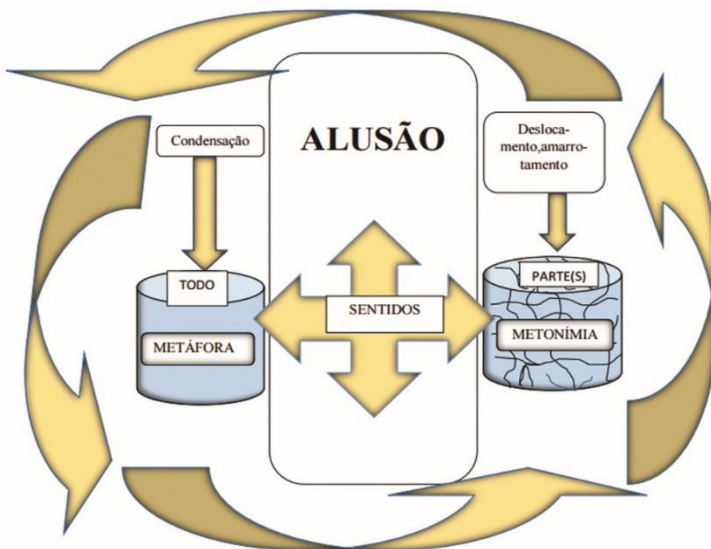 ALUSÃO
Condensação
Desloca-
mento,amarro-
tamento
TODO
PARTE(S)
SENTIDOS
METÁFORA
METONÍMIA